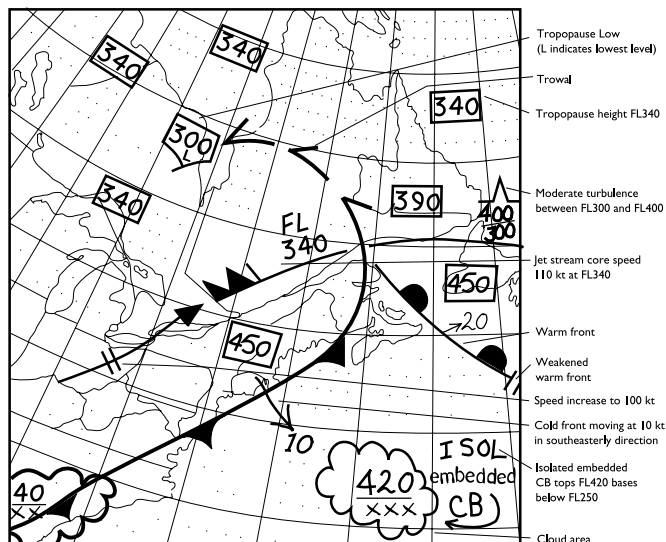 340
340
300
L
340
340
390
400
300
FL
340
450
450
→20
10
40
XX
420
XXX
ISOL
embedded
CB
Tropopause Low
(L indicates lowest level)
Trowal
Tropopause height FL340
Moderate turbulence
between FL300 and FL400
Jet stream core speed
110 kt at FL340
Warm front
Weakened
warm front
Speed increase to 100 kt
Cold front moving at 10 kt
in southeasterly direction
Isolated embedded
CB tops FL420 bases
below FL250
Cloud area